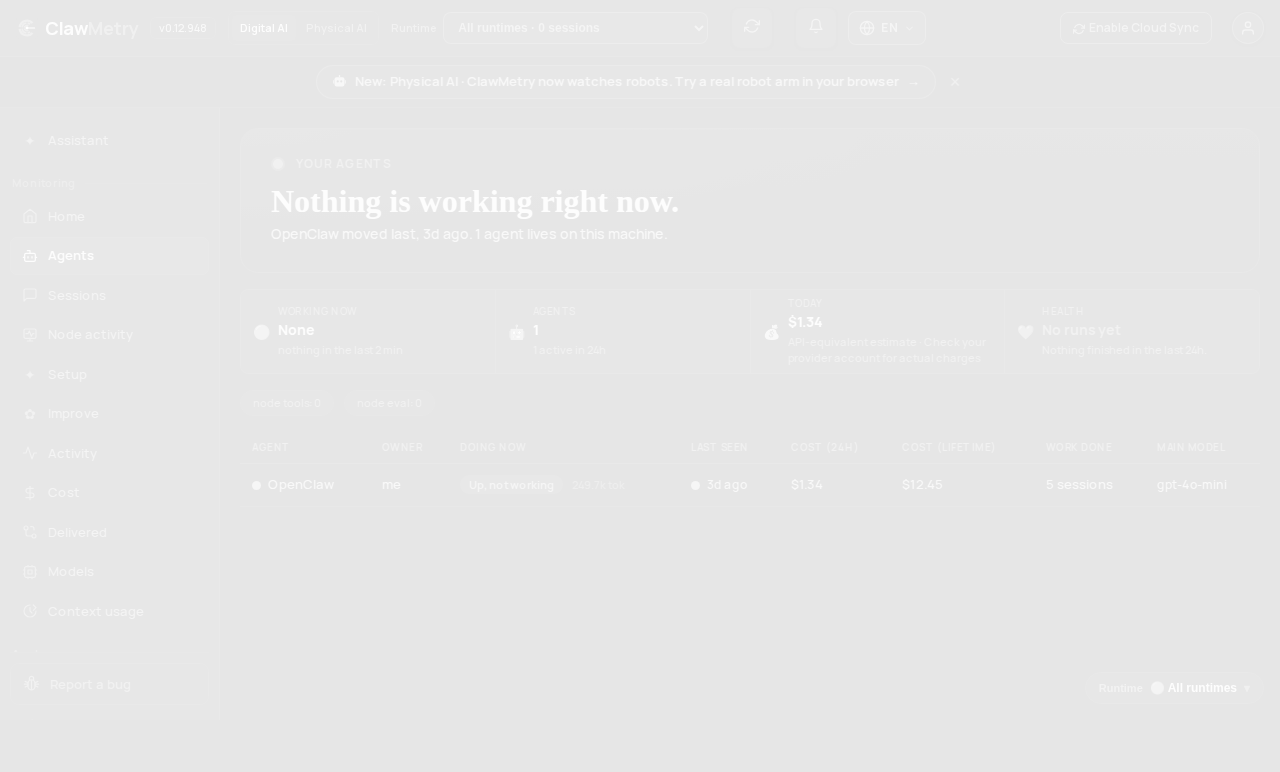 ClawMetry v0.12.948 Digital AI Physical AI Runtime All runtimes - 0 sessions EN Enable Cloud Sync
New: Physical AI · ClawMetry now watches robots. Try a real robot arm in your browser → ×
Assistant
Monitoring
Home
Agents
Sessions
Node activity
Setup
Improve
Activity
Cost
Delivered
Models
Context usage
Report a bug
YOUR AGENTS
Nothing is working right now.
OpenClaw moved last, 3d ago. 1 agent lives on this machine.
WORKING NOW
None
nothing in the last 2 min
AGENTS
1
1 active in 24h
TODAY
$1.34
API-equivalent estimate · Check your
provider account for actual charges
HEALTH
No runs yet
Nothing finished in the last 24h
node tools: 0 node eval: 0
AGENT OWNER DOING NOW LAST SEEN COST (24H) COST (LIFETIME) WORK DONE MAIN MODEL
OpenClaw me Up, not working 3d ago $1.34 $12.45 5 sessions gpt-4o-mini
Runtime All runtimes ▾